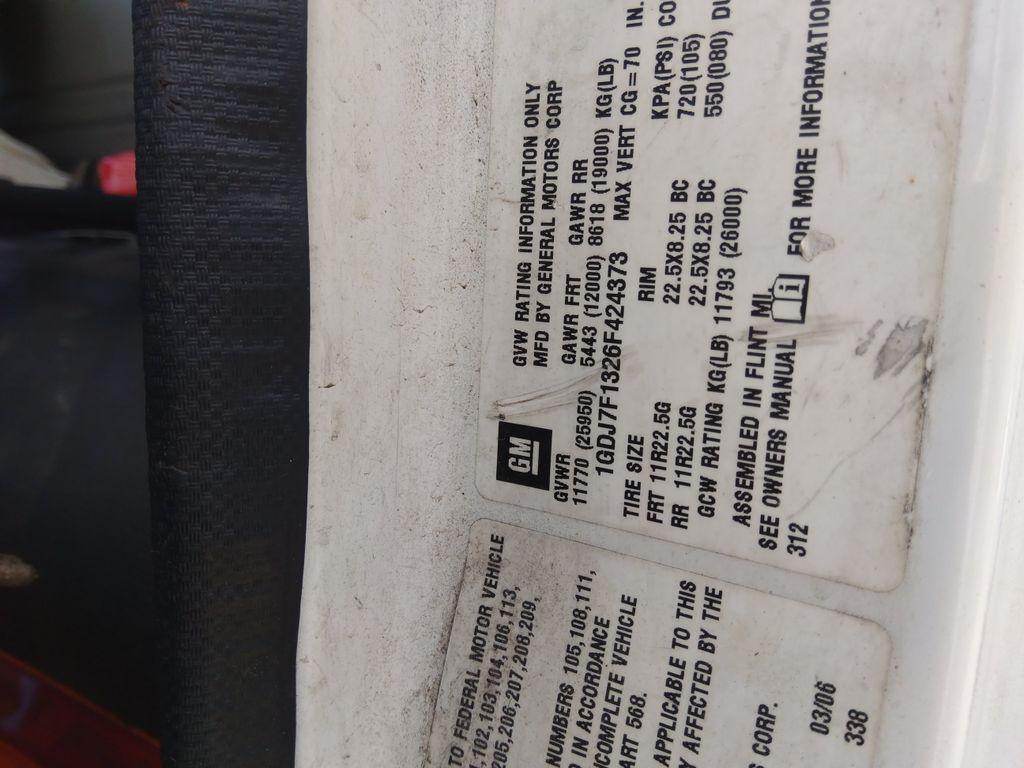 GM
GVW RATING INFORMATION ONLY
MFD BY GENERAL MOTORS CORP
GVWR GAWR FRT GAWR RR
11770 (25950) 5443 (12000) 8618 (19000) KG(LB)
1GDJ7F1326F424373 MAX VERT CG=70 IN.
TIRE SIZE RIM KPA(PSI) CO
FRT 11R22.5G 22.5X8.25 BC 720(105)
RR 11R22.5G 22.5X8.25 BC 550(080) DU
GCW RATING KG(LB) 11793 (26000)
ASSEMBLED IN FLINT MI.
SEE OWNERS MANUAL FOR MORE INFORMATION
312
TO FEDERAL MOTOR VEHICLE
,102,103,104,106,113,
205,206,207,208,209,
NUMBERS 105,108,111,
D IN ACCORDANCE
NCOMPLETE VEHICLE
ART 568.
APPLICABLE TO THIS
Y AFFECTED BY THE
S CORP.
03/06
338